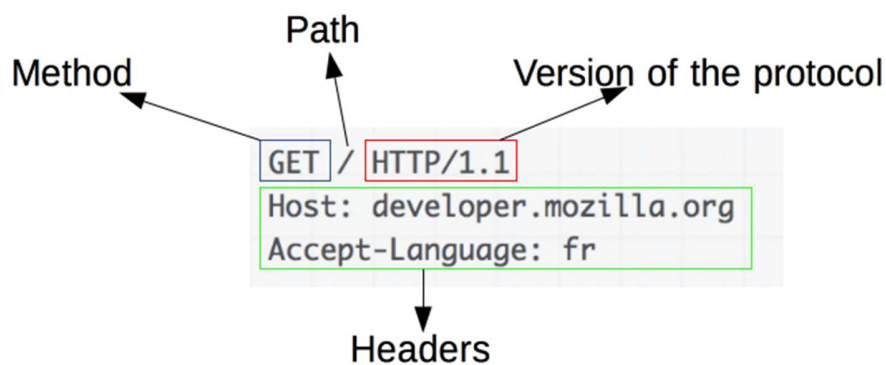 Path
Method
Version of the protocol
GET / HTTP/1.1
Host: developer.mozilla.org
Accept-Language: fr
Headers